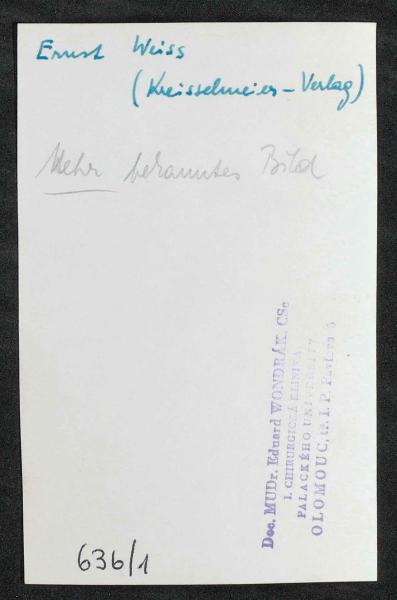 Ernst Weiss
(Kreisselmeier-Verlag)
Mehr bekanntes Bild
Doc. MUDr. Eduard WONDRÁK, CSc
I. CHIRURGICKÁ KLINIKA
PALACKÉHO UNIVERSITY
OLOMOUC, tř. I. P. Pavlova 6
636/1